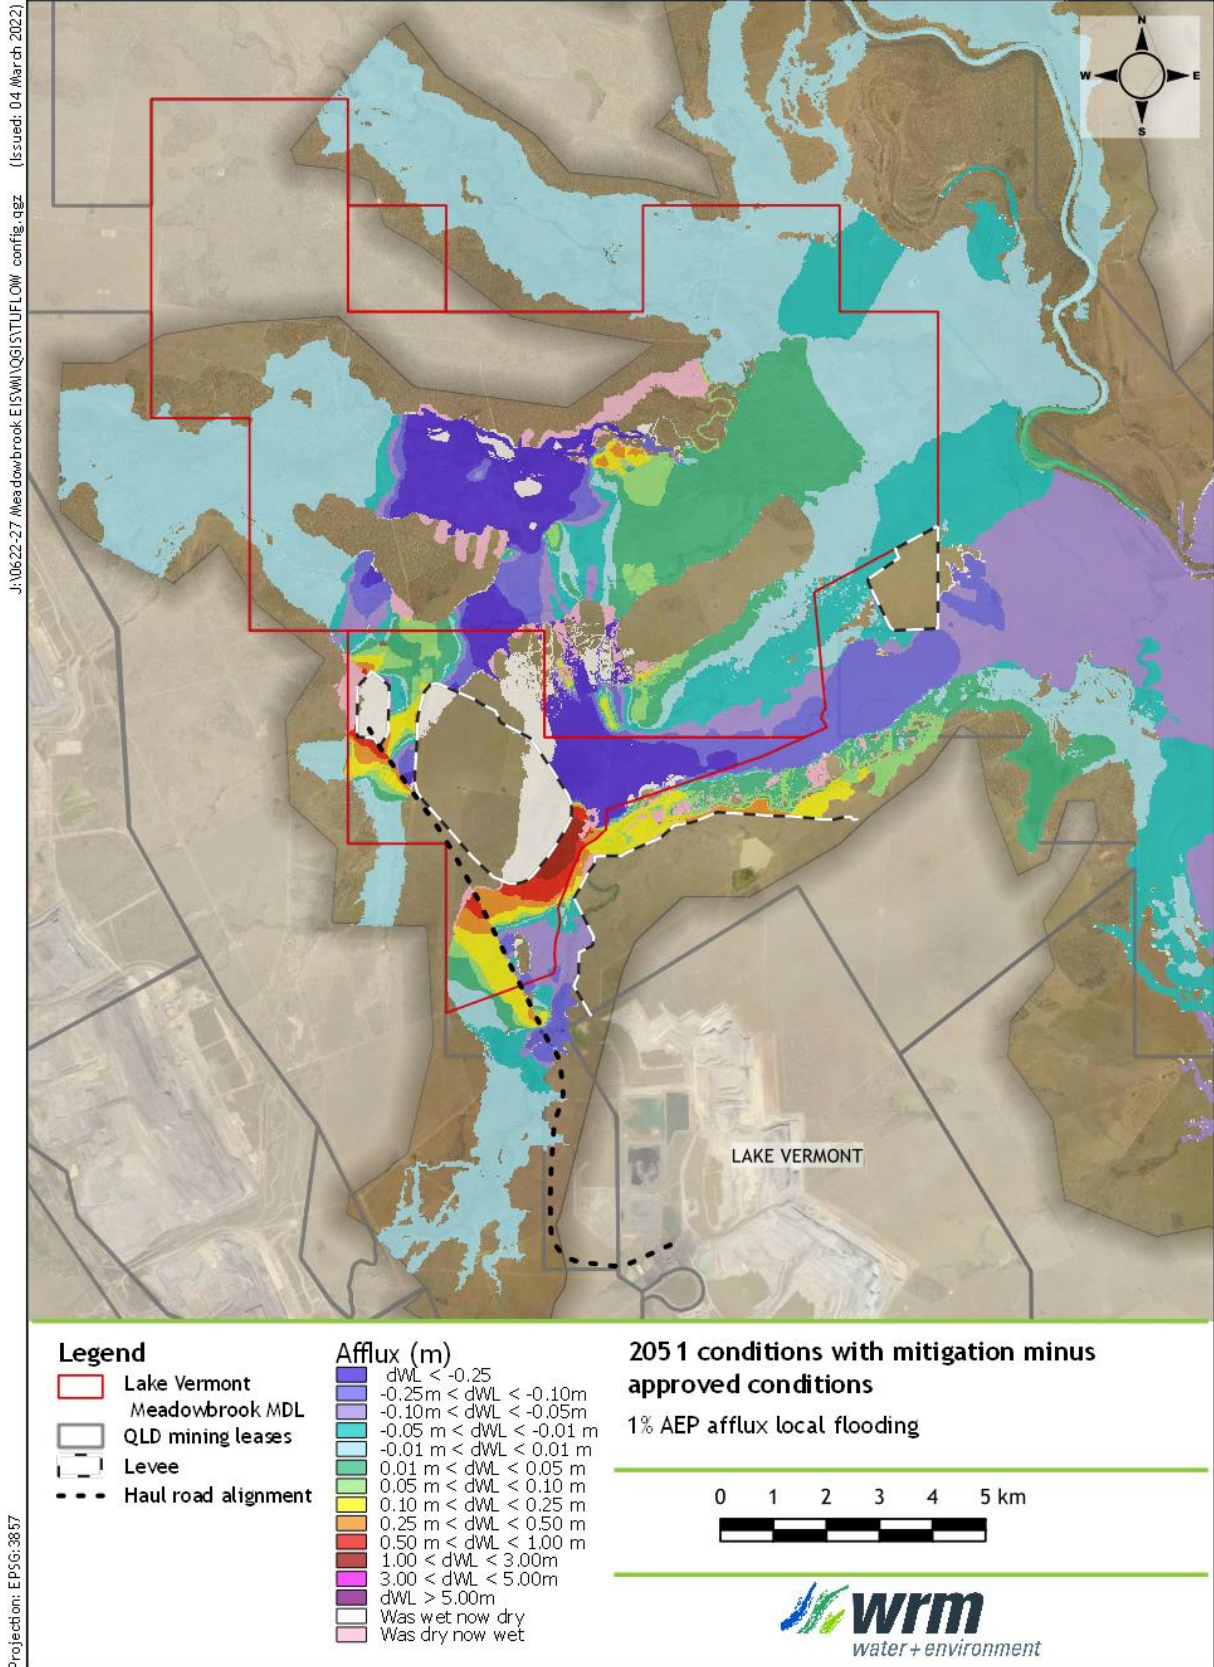 J:\0622-27 Meadowbrook EISVMI\QGIS\TUFLOW config.qgz (Issued: 04 March 2022)
Projection: EPSG:3857
N
W E
S
LAKE VERMONT
Legend
Lake Vermont
Meadowbrook MDL
QLD mining leases
Levee
Haul road alignment
Afflux (m)
dWL < -0.25
-0.25m < dWL < -0.10m
-0.10m < dWL < -0.05m
-0.05 m < dWL < -0.01 m
-0.01 m < dWL < 0.01 m
0.01 m < dWL < 0.05 m
0.05 m < dWL < 0.10 m
0.10 m < dWL < 0.25 m
0.25 m < dWL < 0.50 m
0.50 m < dWL < 1.00 m
1.00 < dWL < 3.00m
3.00 < dWL < 5.00m
dWL > 5.00m
Was wet now dry
Was dry now wet
2051 conditions with mitigation minus
approved conditions
1% AEP afflux local flooding
0 1 2 3 4 5 km
wrm
water + environment